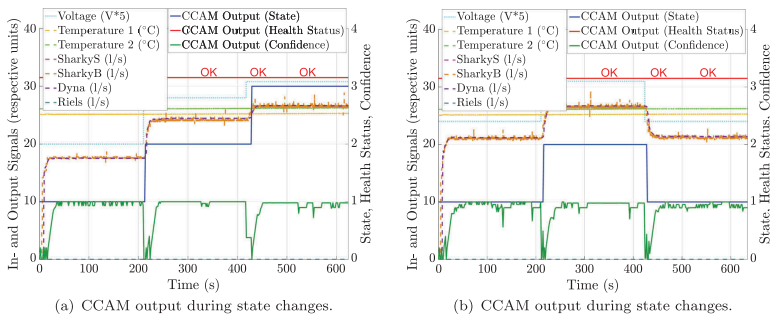 In- and Output Signals (respective units)
40
30
20
10
0
Voltage (V*5)
Temperature 1 (°C)
Temperature 2 (°C)
SharkyS (l/s)
SharkyB (l/s)
Dyna (l/s)
Riels (l/s)
CCAM Output (State)
CCAM Output (Health Status)
CCAM Output (Confidence)
OK OK OK
4
3
2
1
0
State, Health Status, Confidence
0 100 200 300 400 500 600
Time (s)
(a) CCAM output during state changes.
In- and Output Signals (respective units)
40
30
20
10
0
Voltage (V*5)
Temperature 1 (°C)
Temperature 2 (°C)
SharkyS (l/s)
SharkyB (l/s)
Dyna (l/s)
Riels (l/s)
CCAM Output (State)
CCAM Output (Health Status)
CCAM Output (Confidence)
OK OK OK
4
3
2
1
0
State, Health Status, Confidence
0 100 200 300 400 500 600
Time (s)
(b) CCAM output during state changes.